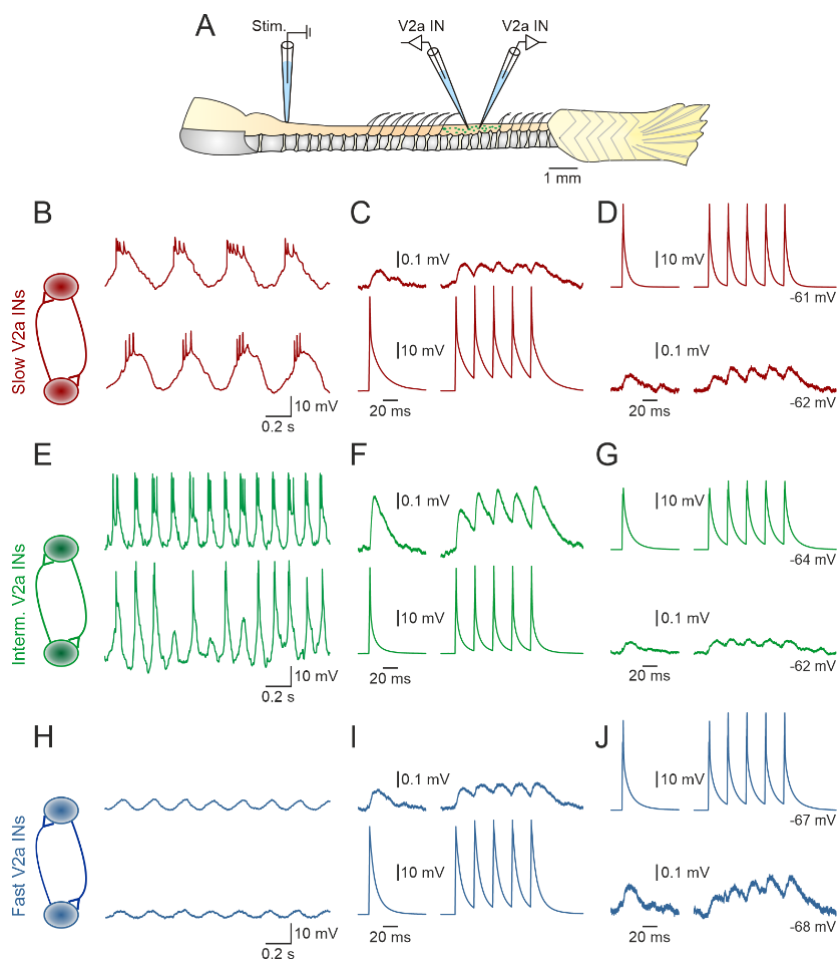 A
Stim.
V2a IN
V2a IN
1 mm
B
C
D
Slow V2a INs
0.1 mV
10 mV
-61 mV
10 mV
0.1 mV
10 mV
0.2 s
20 ms
20 ms
-62 mV
E
F
G
Interm. V2a INs
0.1 mV
10 mV
-64 mV
10 mV
0.1 mV
10 mV
0.2 s
20 ms
20 ms
-62 mV
H
I
J
Fast V2a INs
0.1 mV
10 mV
-67 mV
10 mV
0.1 mV
10 mV
0.2 s
20 ms
20 ms
-68 mV